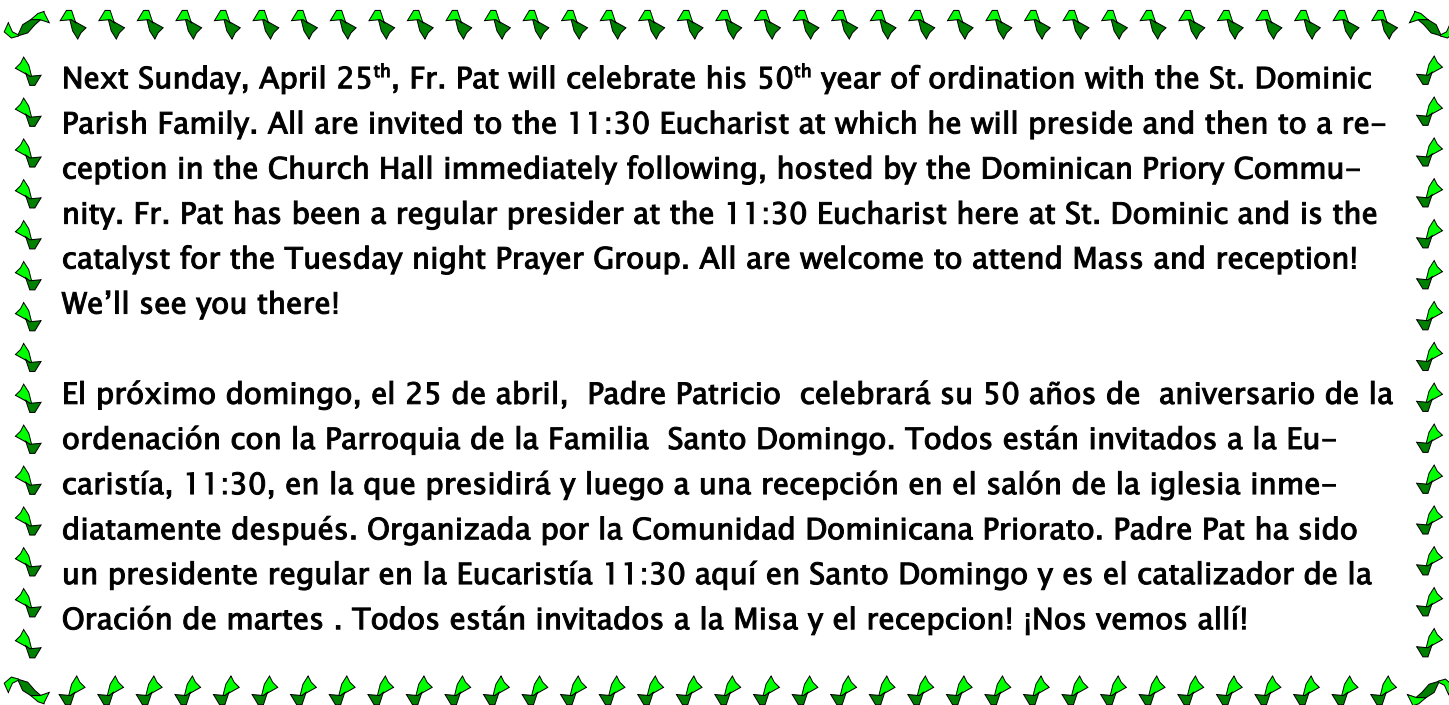 Next Sunday, April 25th, Fr. Pat will celebrate his 50th year of ordination with the St. Dominic
Parish Family. All are invited to the 11:30 Eucharist at which he will preside and then to a re-
ception in the Church Hall immediately following, hosted by the Dominican Priory Commu-
nity. Fr. Pat has been a regular presider at the 11:30 Eucharist here at St. Dominic and is the
catalyst for the Tuesday night Prayer Group. All are welcome to attend Mass and reception!
We’ll see you there!

El próximo domingo, el 25 de abril,  Padre Patricio  celebrará su 50 años de  aniversario de la
ordenación con la Parroquia de la Familia  Santo Domingo. Todos están invitados a la Eu-
caristía, 11:30, en la que presidirá y luego a una recepción en el salón de la iglesia inme-
diatamente después. Organizada por la Comunidad Dominicana Priorato. Padre Pat ha sido
un presidente regular en la Eucaristía 11:30 aquí en Santo Domingo y es el catalizador de la
Oración de martes . Todos están invitados a la Misa y el recepcion! ¡Nos vemos allí!